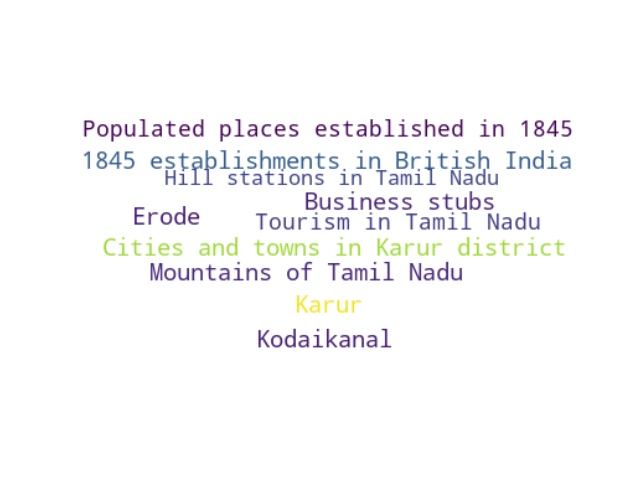 Populated places established in 1845
1845 establishments in British India
Hill stations in Tamil Nadu
Business stubs
Erode
Tourism in Tamil Nadu
Cities and towns in Karur district
Mountains of Tamil Nadu
Karur
Kodaikanal